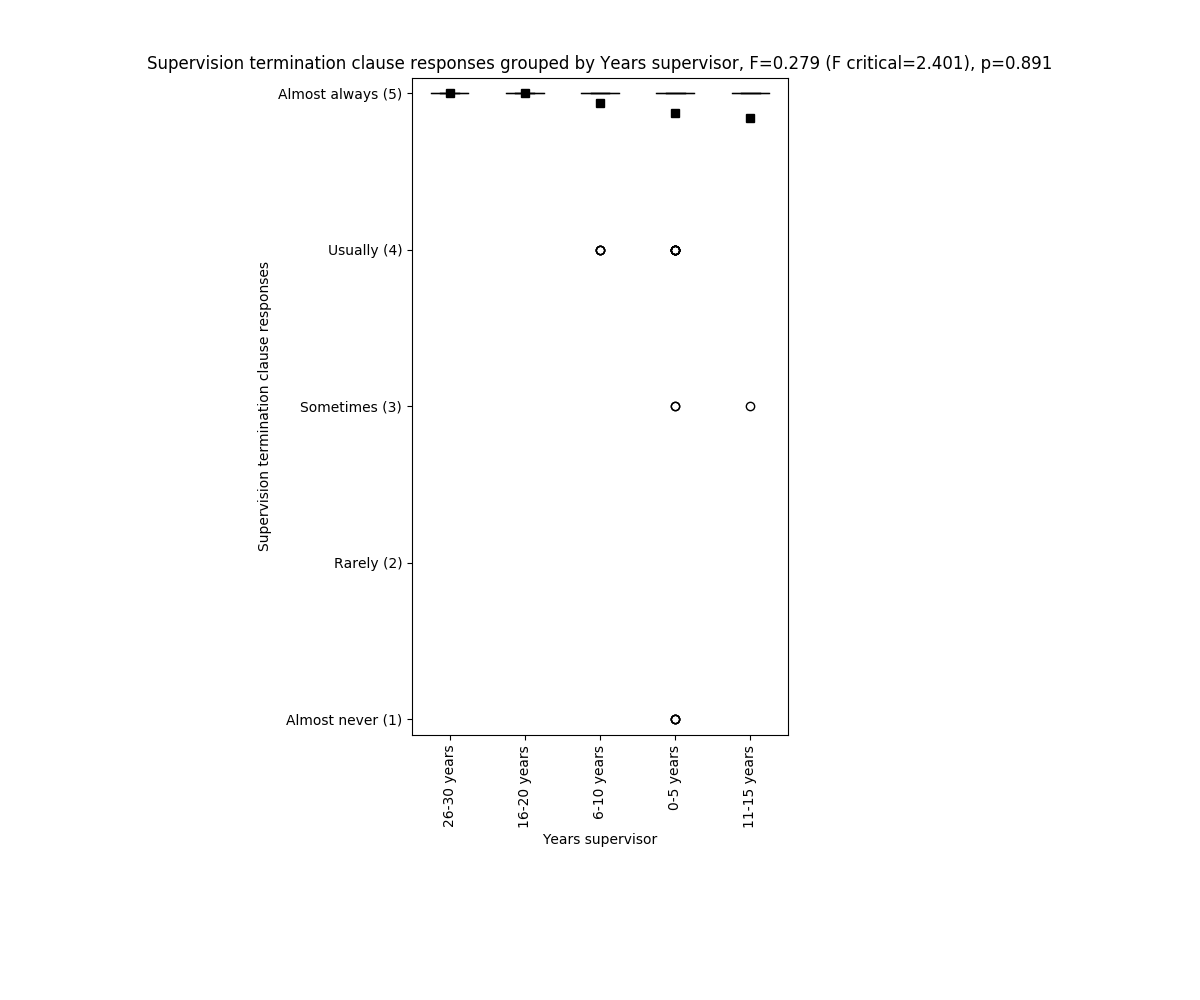 Supervision termination clause responses grouped by Years supervisor, F=0.279 (F critical=2.401), p=0.891
Almost always (5)
Usually (4)
Sometimes (3)
Rarely (2)
Almost never (1)
Supervision termination clause responses
26-30 years
16-20 years
6-10 years
0-5 years
11-15 years
Years supervisor